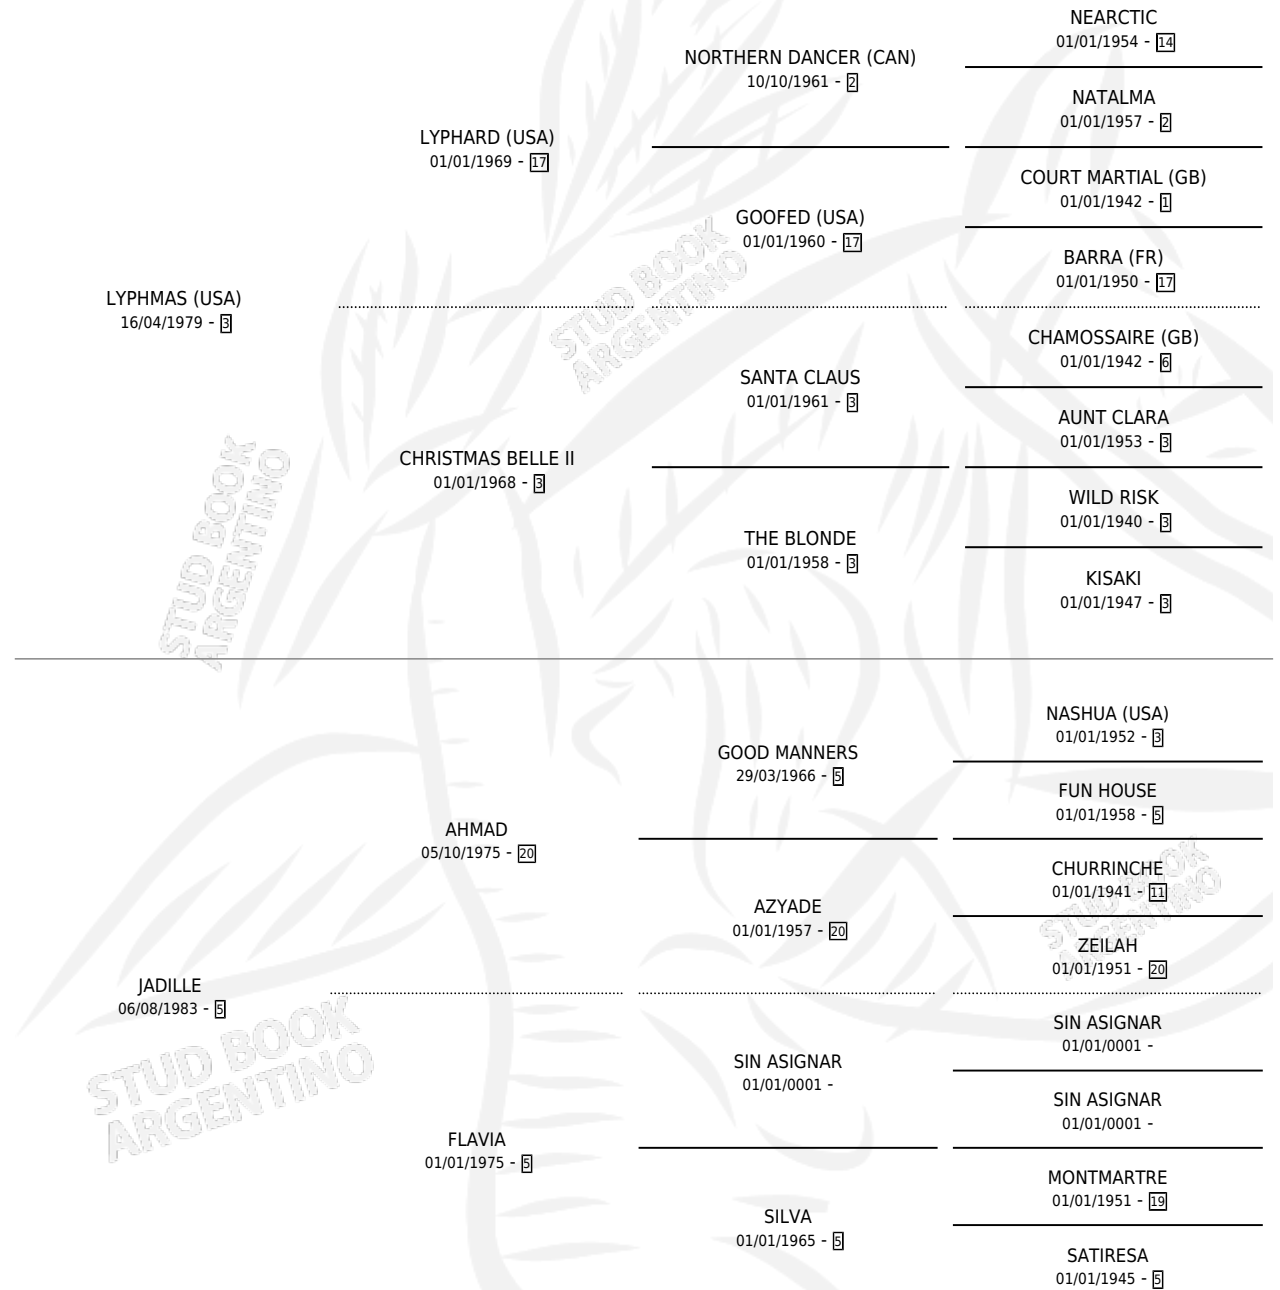 NEARCTIC
01/01/1954 - 14
NORTHERN DANCER (CAN)
10/10/1961 - 2
NATALMA
01/01/1957 - 2
LYPHARD (USA)
01/01/1969 - 17
COURT MARTIAL (GB)
01/01/1942 - 1
GOOFED (USA)
01/01/1960 - 17
BARRA (FR)
01/01/1950 - 17
LYPHMAS (USA)
16/04/1979 - 3
STUD BOOK
ARGENTINO
CHAMOSSAIRE (GB)
01/01/1942 - 6
SANTA CLAUS
01/01/1961 - 3
AUNT CLARA
01/01/1953 - 3
CHRISTMAS BELLE II
01/01/1968 - 3
WILD RISK
01/01/1940 - 3
THE BLONDE
01/01/1958 - 3
KISAKI
01/01/1947 - 3
STUD BOOK
ARGENTINO
NASHUA (USA)
01/01/1952 - 3
GOOD MANNERS
29/03/1966 - 5
FUN HOUSE
01/01/1958 - 5
AHMAD
05/10/1975 - 20
CHURRINCHE
01/01/1941 - 11
AZYADE
01/01/1957 - 20
ZEILAH
01/01/1951 - 20
STUD BOOK
ARGENTINO
JADILLE
06/08/1983 - 5
SIN ASIGNAR
01/01/0001 -
SIN ASIGNAR
01/01/0001 -
SIN ASIGNAR
01/01/0001 -
STUD BOOK
ARGENTINO
FLAVIA
01/01/1975 - 5
MONTMARTRE
01/01/1951 - 19
SILVA
01/01/1965 - 5
SATIRESA
01/01/1945 - 5